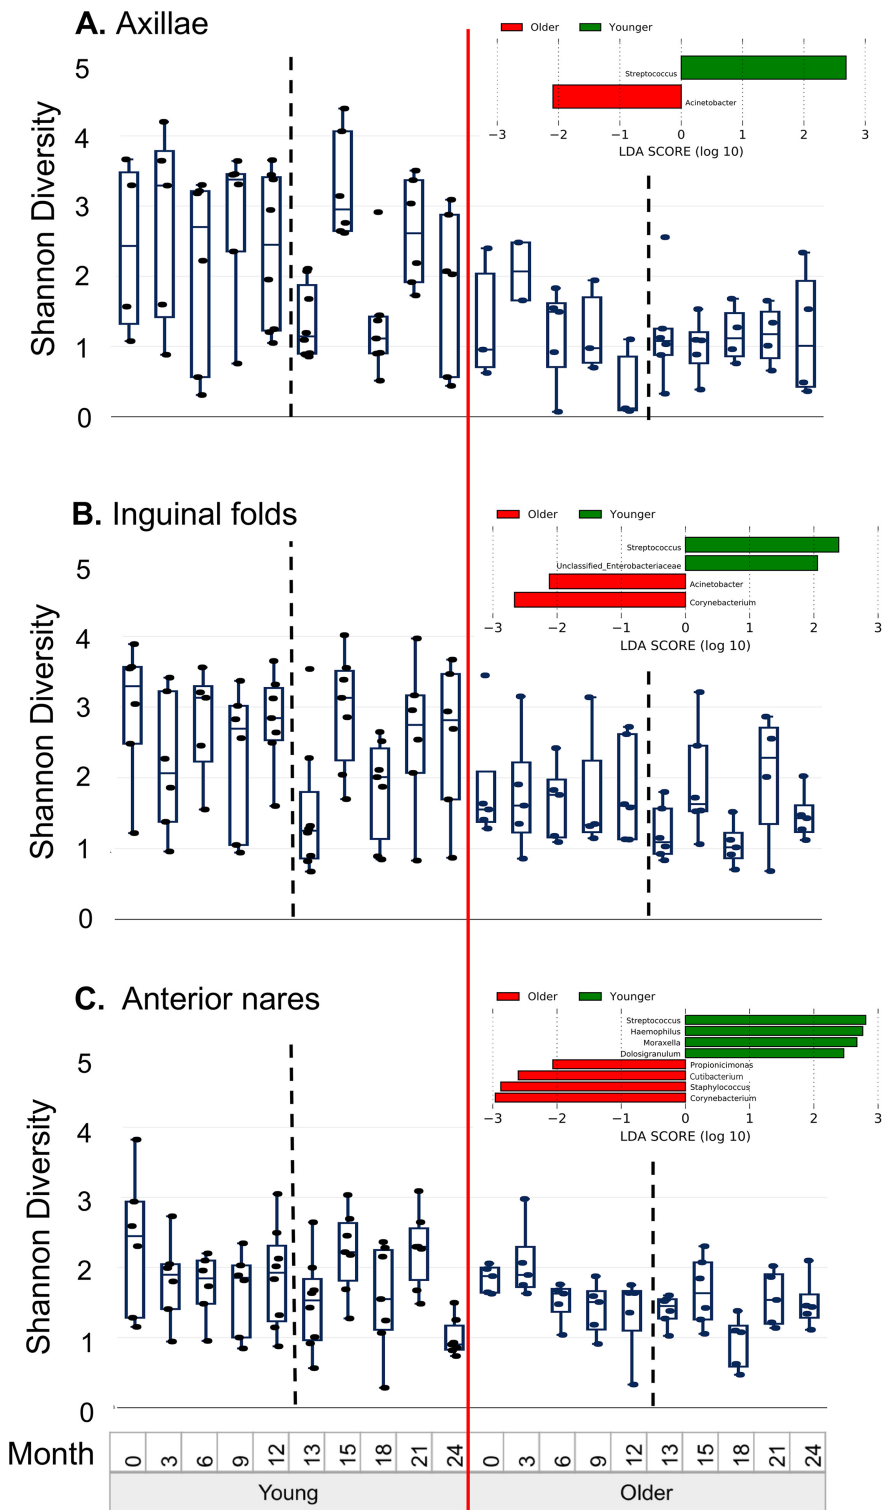 A. Axillae
Older Younger
Streptococcus
Acinetobacter
−3 −2 −1 0 1 2 3
LDA SCORE (log 10)
Shannon Diversity
5
4
3
2
1
0
B. Inguinal folds
Older Younger
Streptococcus
Unclassified_Enterobacteriaceae
Acinetobacter
Corynebacterium
−3 −2 −1 0 1 2 3
LDA SCORE (log 10)
Shannon Diversity
5
4
3
2
1
0
C. Anterior nares
Older Younger
Streptococcus
Haemophilus
Moraxella
Dolosigranulum
Propionicimonas
Cutibacterium
Staphylococcus
Corynebacterium
−3 −2 −1 0 1 2 3
LDA SCORE (log 10)
Shannon Diversity
5
4
3
2
1
0
Month 0 3 6 9 12 13 15 18 21 24 0 3 6 9 12 13 15 18 21 24
Young Older